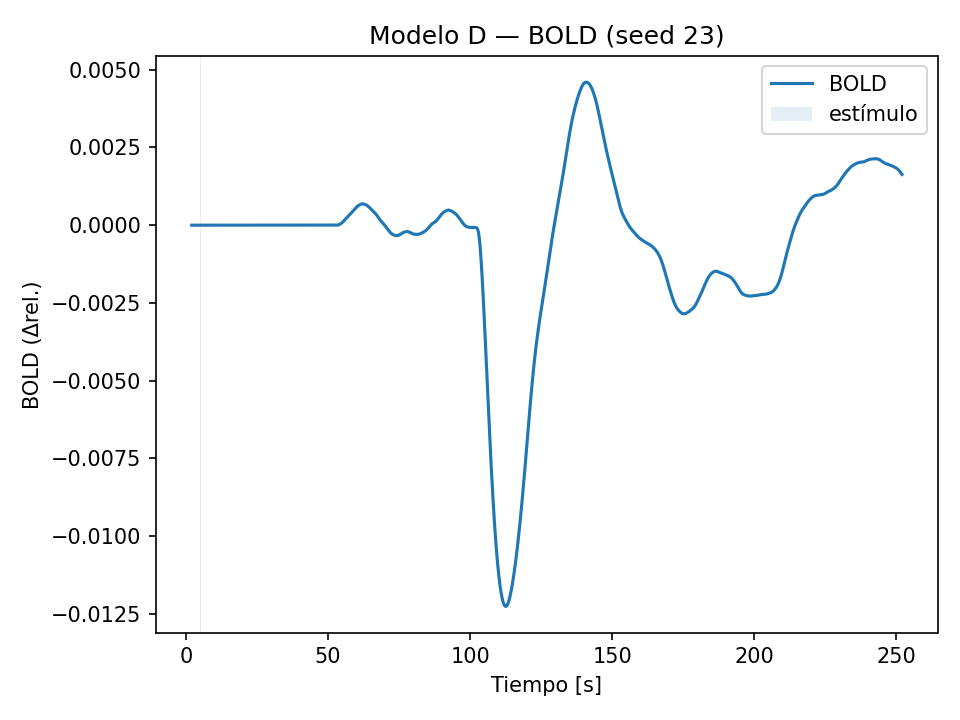 Modelo D — BOLD (seed 23)
BOLD
estímulo
0.0050
0.0025
0.0000
−0.0025
−0.0050
−0.0075
−0.0100
−0.0125
BOLD (Δrel.)
0 50 100 150 200 250
Tiempo [s]